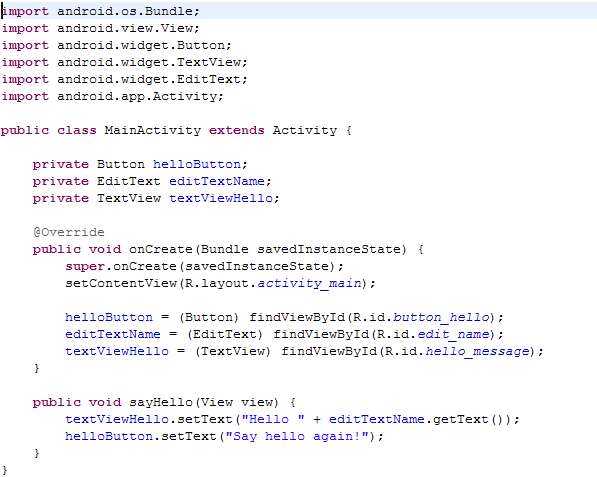 import android.os.Bundle;
import android.view.View;
import android.widget.Button;
import android.widget.TextView;
import android.widget.EditText;
import android.app.Activity;

public class MainActivity extends Activity {

    private Button helloButton;
    private EditText editTextName;
    private TextView textViewHello;

    @Override
    public void onCreate(Bundle savedInstanceState) {
        super.onCreate(savedInstanceState);
        setContentView(R.layout.activity_main);

        helloButton = (Button) findViewById(R.id.button_hello);
        editTextName = (EditText) findViewById(R.id.edit_name);
        textViewHello = (TextView) findViewById(R.id.hello_message);
    }

    public void sayHello(View view) {
        textViewHello.setText("Hello " + editTextName.getText());
        helloButton.setText("Say hello again!");
    }
}